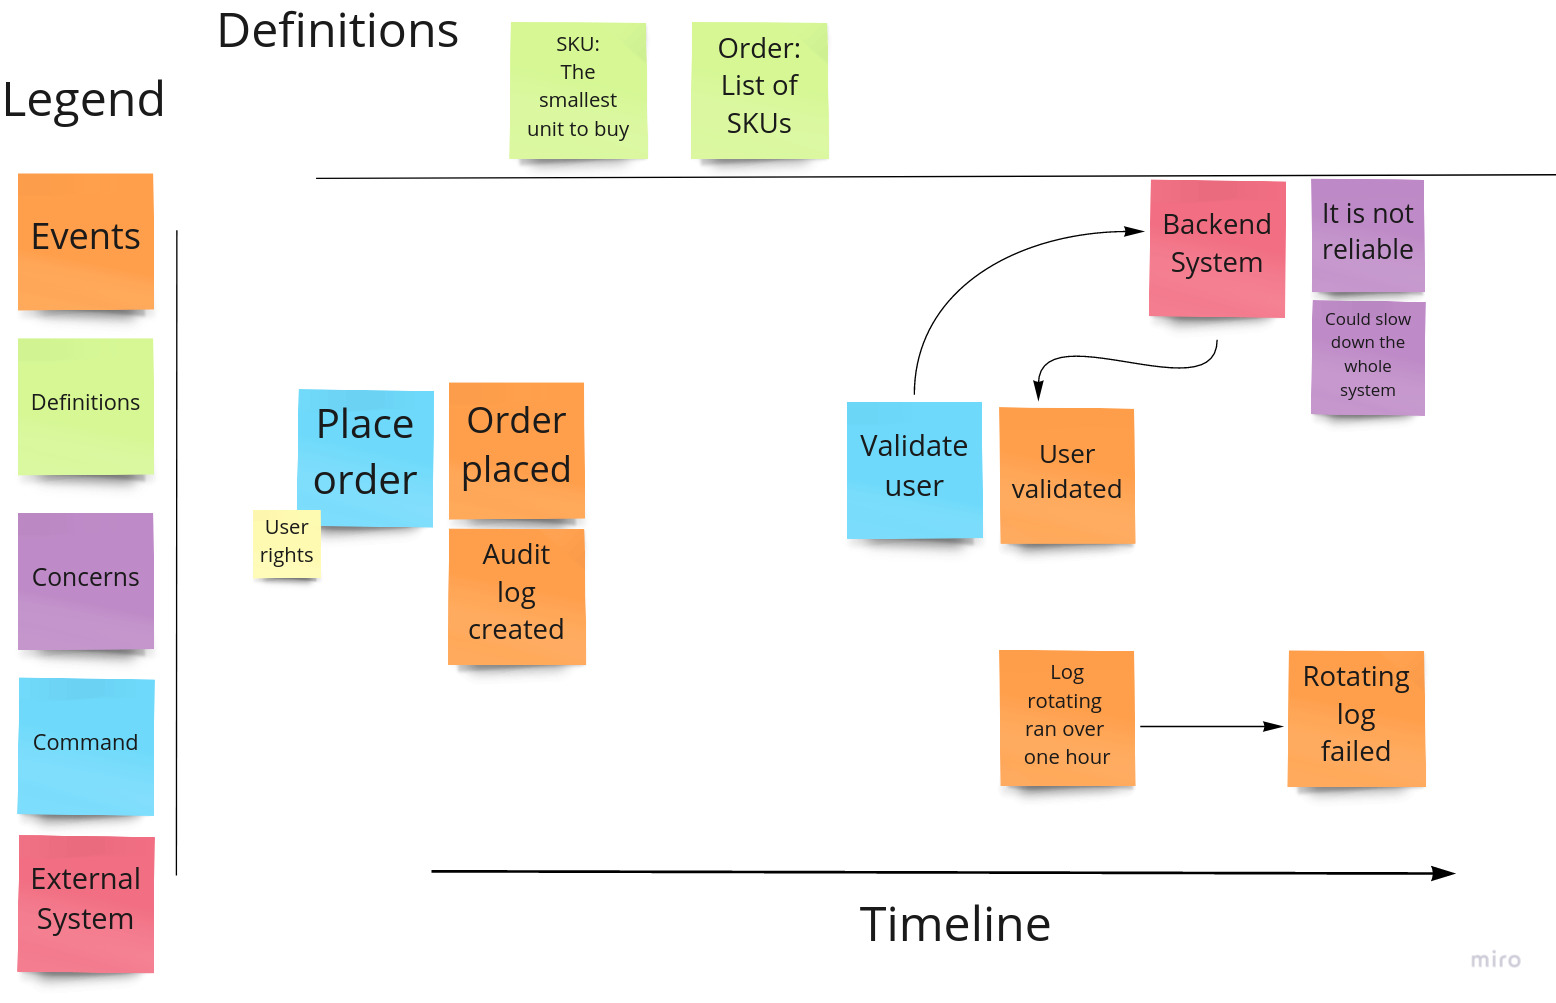 Definitions
SKU:
The
smallest
unit to buy
Order:
List of
SKUs
Legend
Events
Definitions
Concerns
Command
External
System
Place
order
User
rights
Order
placed
Audit
log
created
Validate
user
User
validated
Backend
System
It is not
reliable
Could slow
down the
whole
system
Log
rotating
ran over
one hour
Rotating
log
failed
Timeline
miro